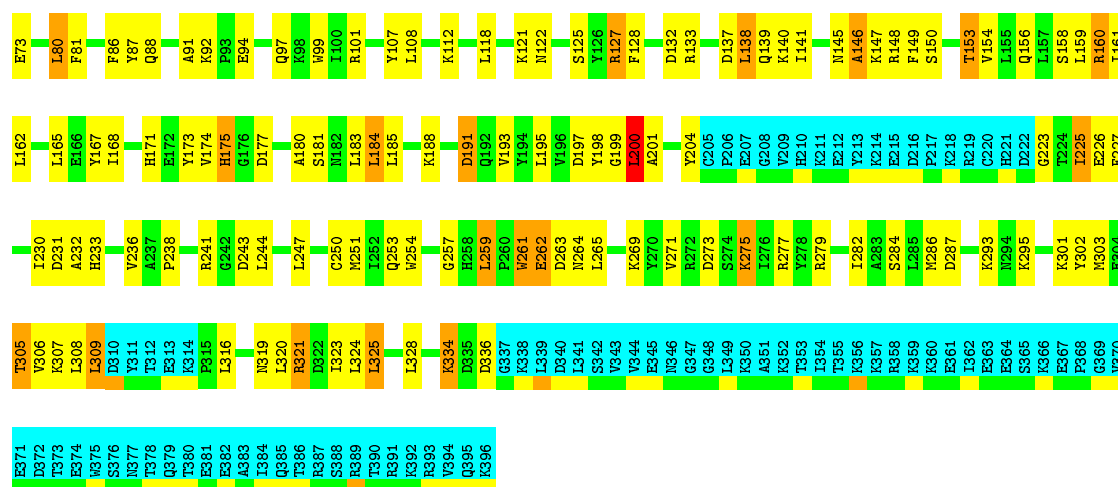 E73 L80 F81 F86 Y87 Q88 A91 K92 P93 E94 Q97 K98 W99 I100 R101 Y107 L108 K112 L118 K121 N122 S125 Y126 R127 F128 D132 R133 D137 L138 Q139 K140 I141 N145 A146 K147 R148 F149 S150 T153 V154 L155 Q156 L157 S158 L159 R160 I161
L162 L165 E166 Y167 I168 H171 E172 Y173 V174 H175 G176 D177 A180 S181 N182 L183 L184 L185 K188 D191 Q192 V193 Y194 L195 V196 D197 Y198 G199 L200 A201 Y204 C205 P206 E207 G208 V209 H210 K211 E212 Y213 K214 E215 D216 P217 K218 R219 C220 H221 D222 G223 T224 I225 E226 F227
I230 D231 A232 H233 V236 A237 P238 R241 G242 D243 L244 L247 C250 M251 I252 Q253 W254 G257 H258 L259 P260 W261 E262 D263 N264 L265 K269 Y270 V271 R272 D273 S274 K275 I276 R277 Y278 R279 I282 A283 S284 L285 M286 D287 K293 N294 K295 K301 Y302 M303 E304
T305 V306 K307 L308 L309 D310 Y311 T312 E313 K314 P315 L316 N319 L320 R321 D322 I323 L324 L325 L328 K334 D335 D336 G337 K338 I339 D340 L341 S342 V343 V344 E345 N346 G347 G348 L349 K350 A351 K352 T353 I354 T355 K356 K357 R358 K359 K360 E361 I362 E363 E364 S365 K366 E367 P368 G369 V370
E371 D372 T373 E374 W375 S376 N377 T378 Q379 T380 E381 E382 A383 I384 Q385 T386 R387 S388 R389 T390 R391 K392 R393 V394 Q395 K396